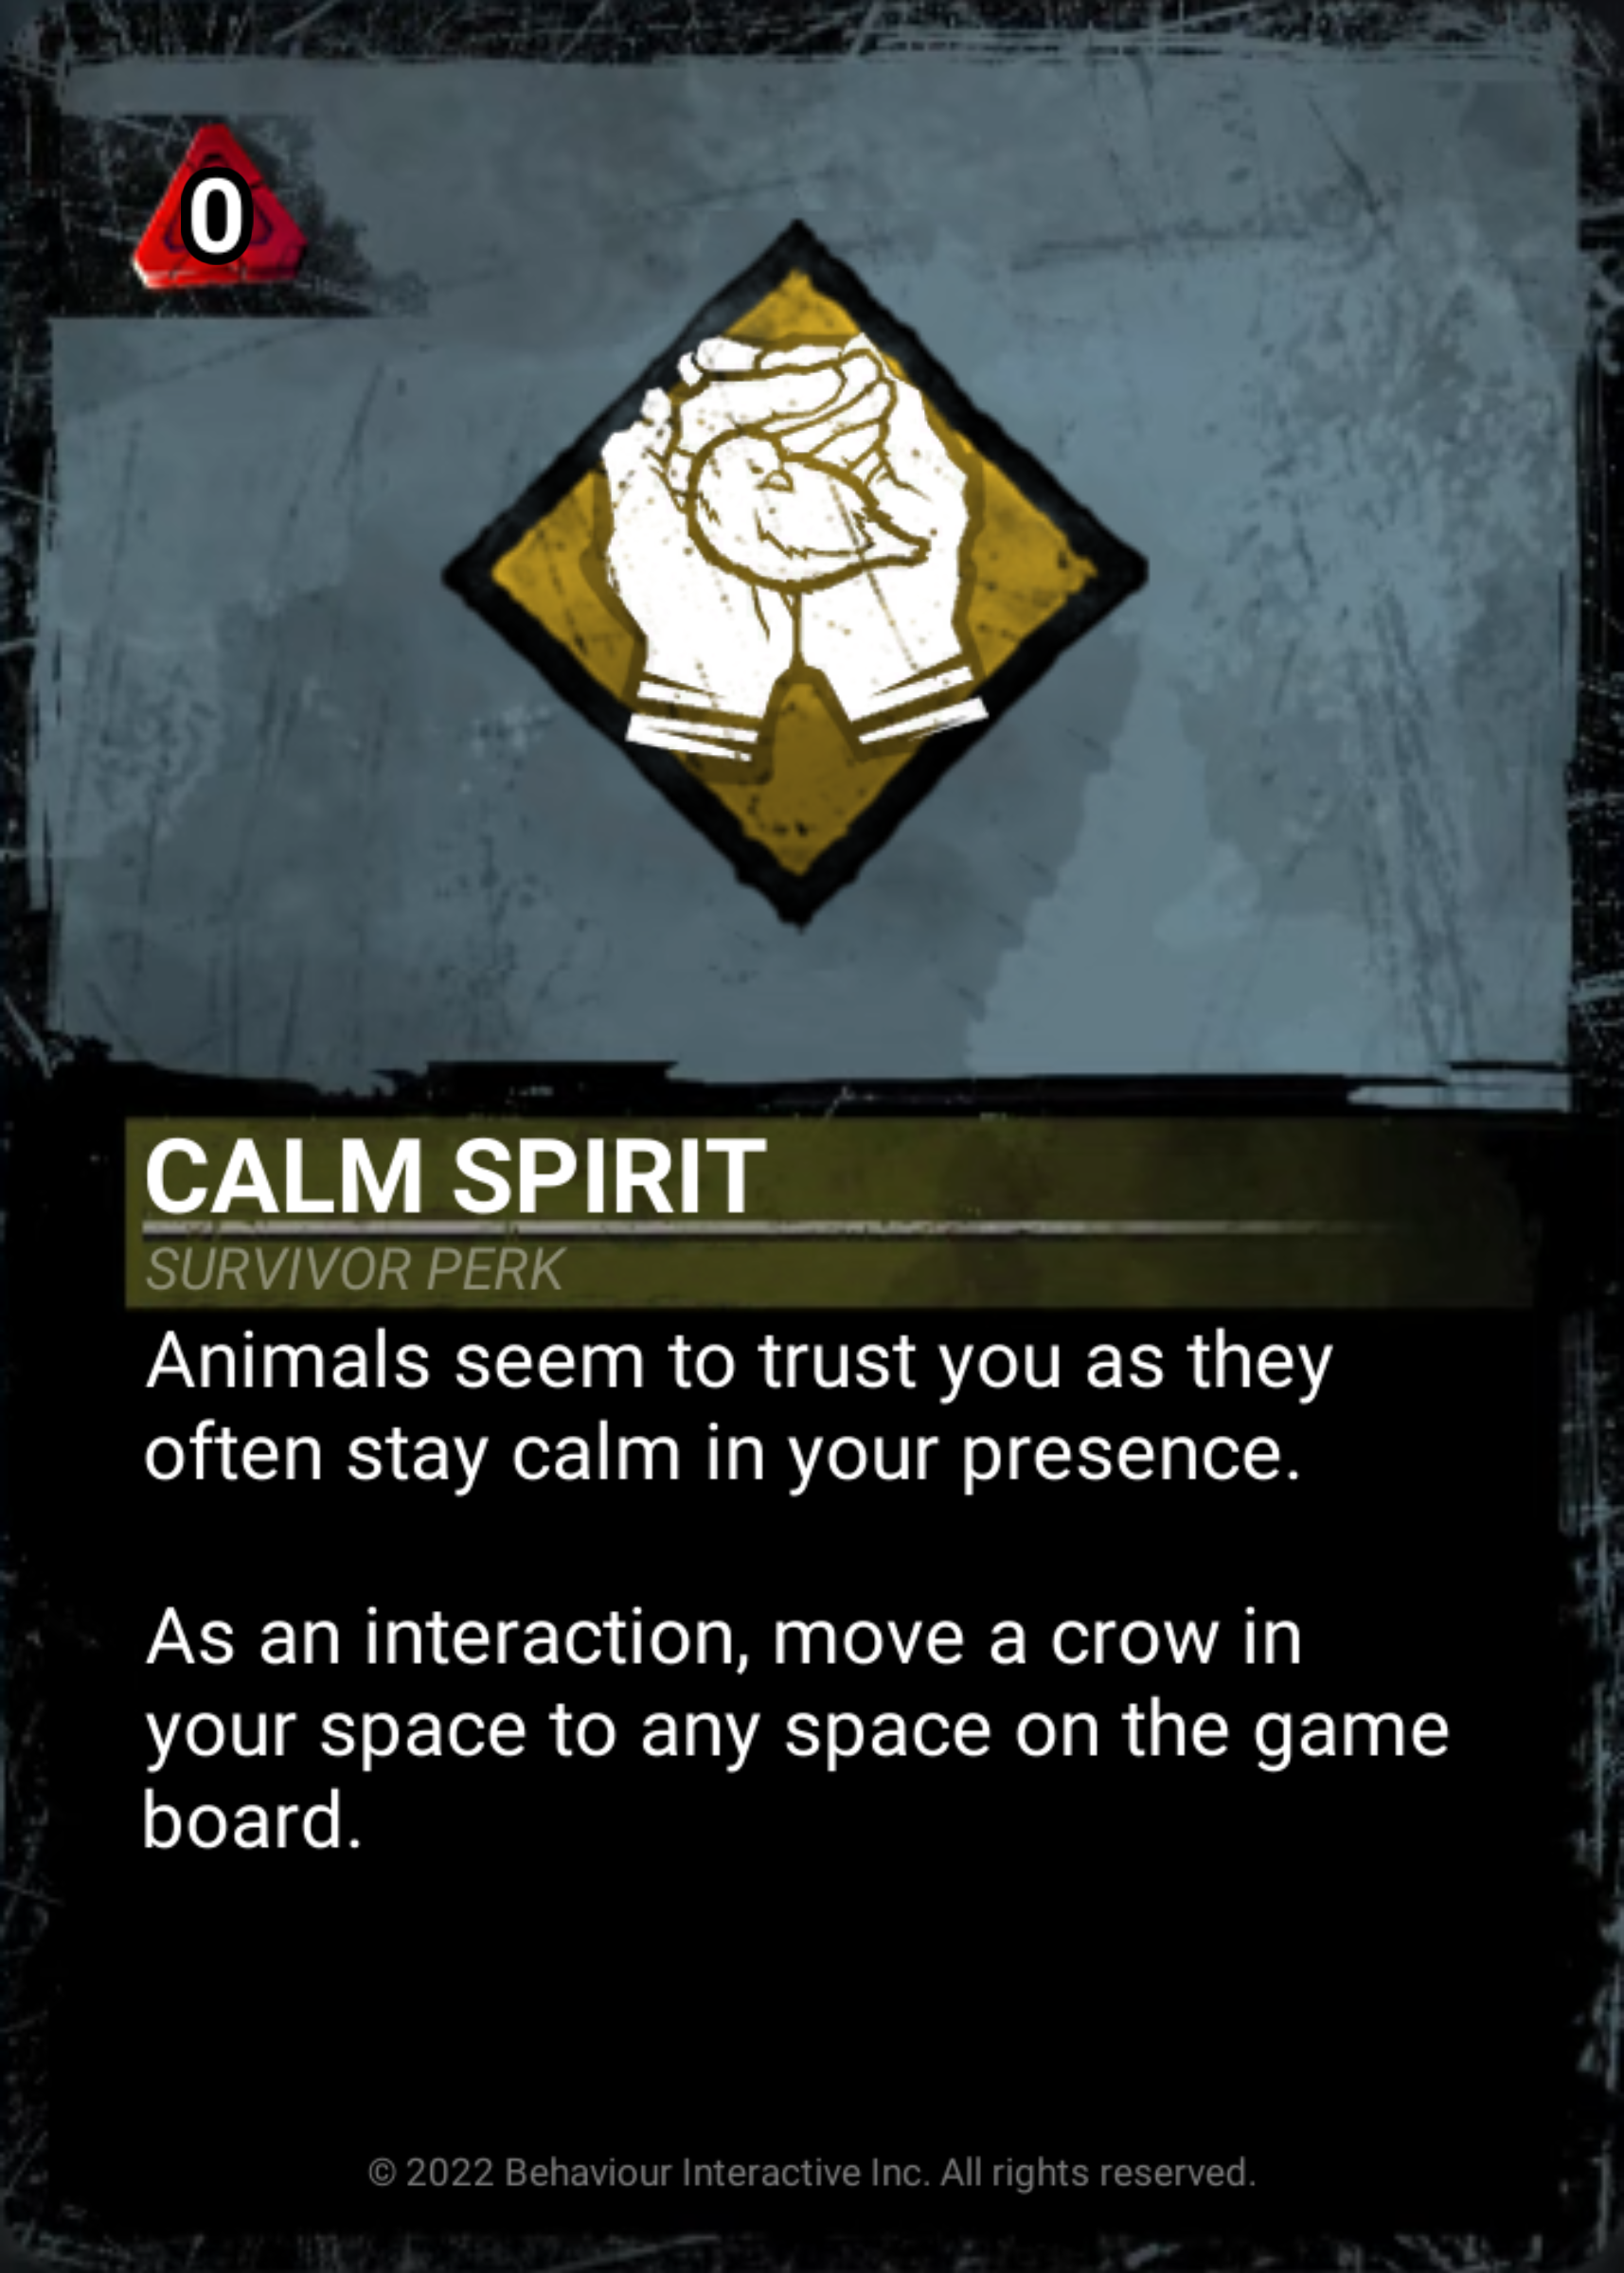 0
CALM SPIRIT
SURVIVOR PERK
Animals seem to trust you as they
often stay calm in your presence.
As an interaction, move a crow in
your space to any space on the game
board.
© 2022 Behaviour Interactive Inc. All rights reserved.